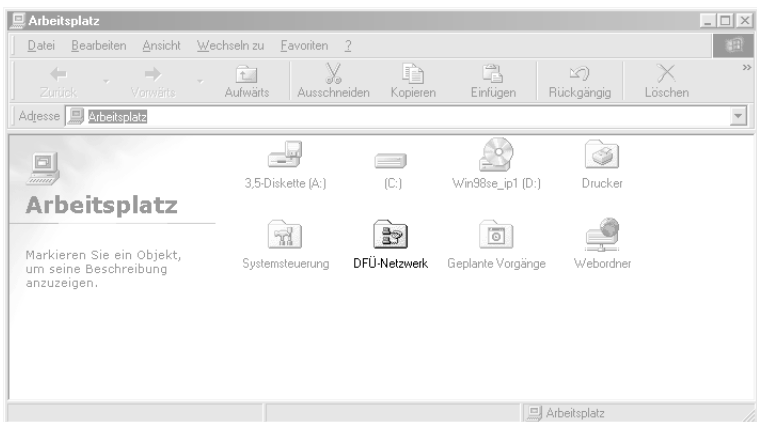 Arbeitsplatz
Datei Bearbeiten Ansicht Wechseln zu Favoriten ?
Zurück Vorwärts Aufwärts Ausschneiden Kopieren Einfügen Rückgängig Löschen »
Adresse Arbeitsplatz
3,5-Diskette (A:) (C:) Win98se_ip1 (D:) Drucker
Arbeitsplatz
Markieren Sie ein Objekt,
um seine Beschreibung
anzuzeigen.
Systemsteuerung DFÜ-Netzwerk Geplante Vorgänge Webordner
Arbeitsplatz